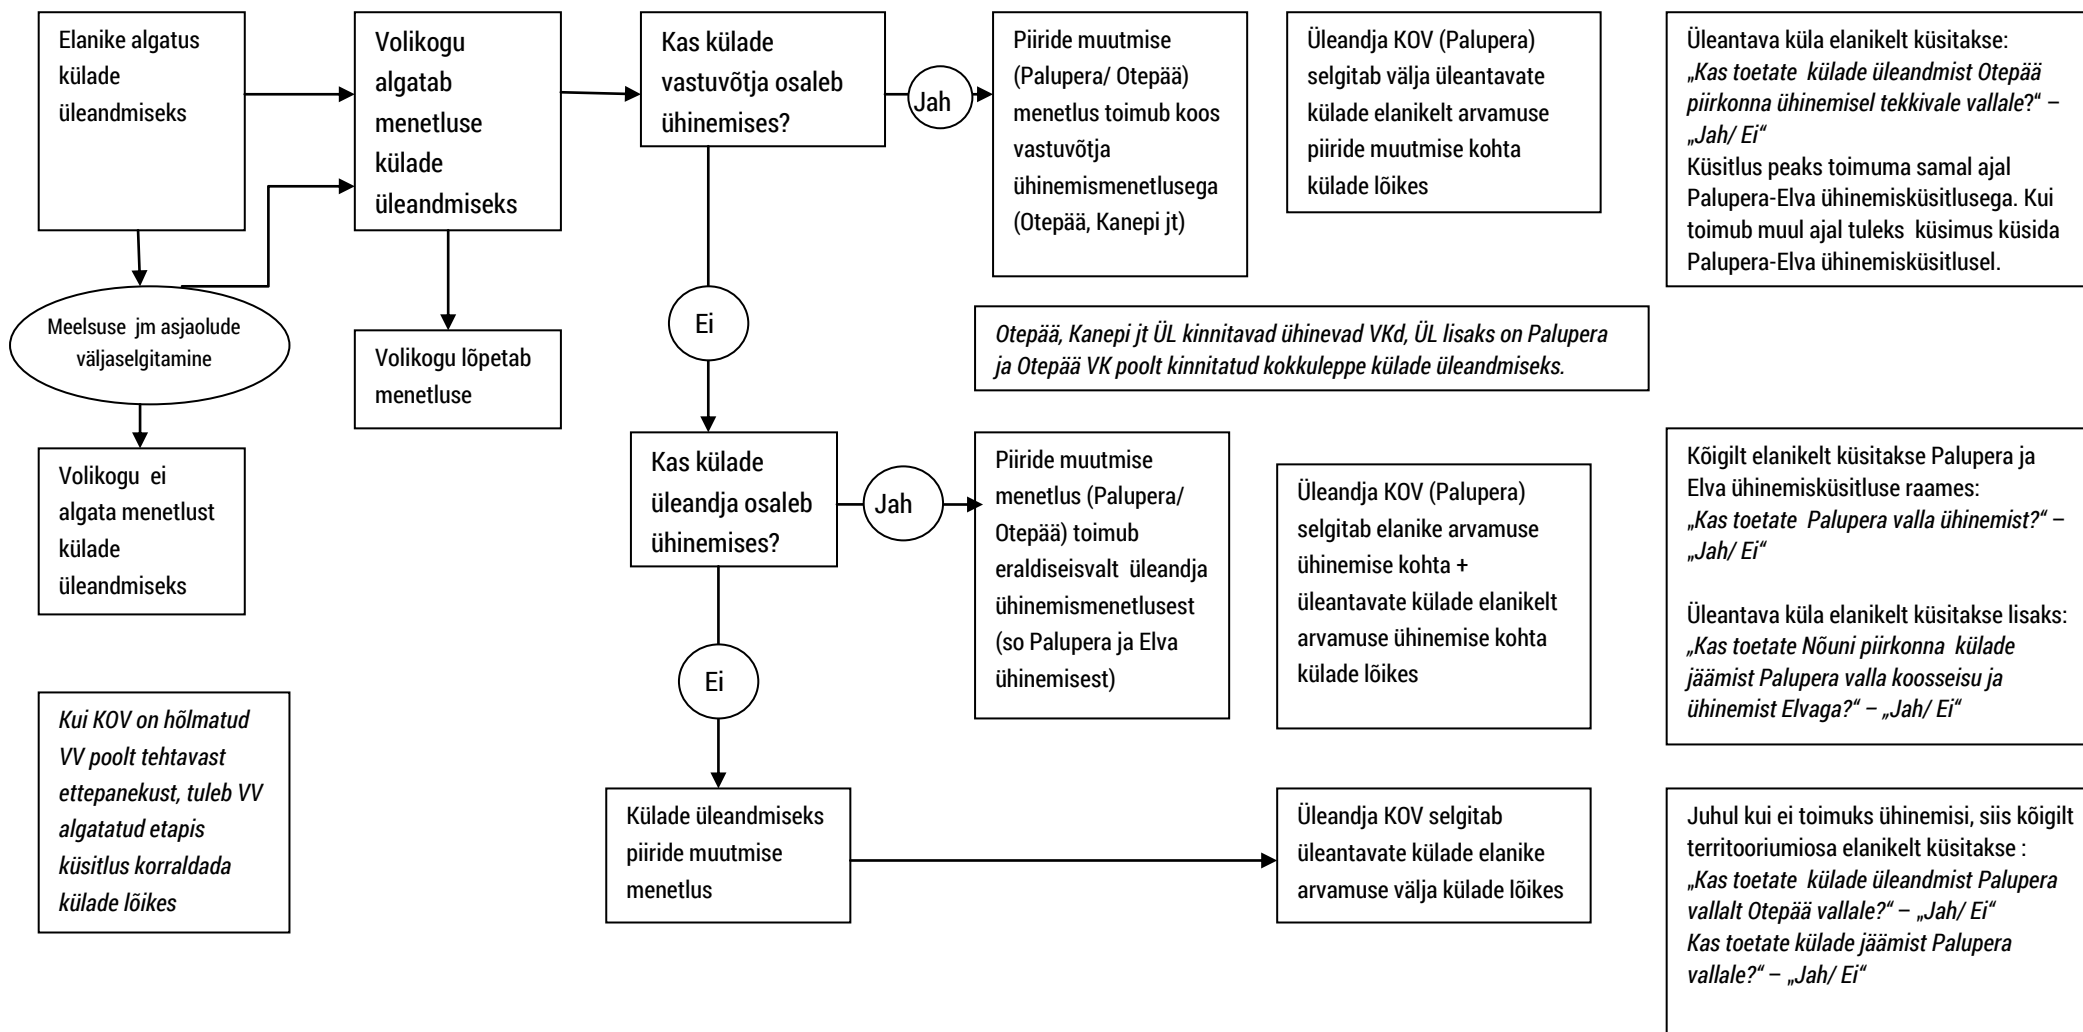 Elanike algatus
külade
üleandmiseks
Volikogu
algatab
menetluse
külade
üleandmiseks
Kas külade
vastuvõtja osaleb
ühinemises?
Jah
Piiride muutmise
(Palupera/ Otepää)
menetlus toimub koos
vastuvõtja
ühinemismenetlusega
(Otepää, Kanepi jt)
Üleandja KOV (Palupera)
selgitab välja üleantavate
külade elanikelt arvamuse
piiride muutmise kohta
külade lõikes
Üleantava küla elanikelt küsitakse:
„Kas toetate  külade üleandmist Otepää
piirkonna ühinemisel tekkivale vallale?“ –
„Jah/ Ei“
Küsitlus peaks toimuma samal ajal
Palupera-Elva ühinemisküsitlusega. Kui
toimub muul ajal tuleks  küsimus küsida
Palupera-Elva ühinemisküsitlusel.
Meelsuse  jm asjaolude
väljaselgitamine
Ei
Volikogu lõpetab
menetluse
Otepää, Kanepi jt ÜL kinnitavad ühinevad VKd, ÜL lisaks on Palupera
ja Otepää VK poolt kinnitatud kokkuleppe külade üleandmiseks.
Volikogu  ei
algata menetlust
külade
üleandmiseks
Kas külade
üleandja osaleb
ühinemises?
Jah
Piiride muutmise
menetlus (Palupera/
Otepää) toimub
eraldiseisvalt  üleandja
ühinemismenetlusest
(so Palupera ja Elva
ühinemisest)
Üleandja KOV (Palupera)
selgitab elanike arvamuse
ühinemise kohta +
üleantavate külade elanikelt
arvamuse ühinemise kohta
külade lõikes
Kõigilt elanikelt küsitakse Palupera ja
Elva ühinemisküsitluse raames:
„Kas toetate  Palupera valla ühinemist?“ –
„Jah/ Ei“
Üleantava küla elanikelt küsitakse lisaks:
„Kas toetate Nõuni piirkonna  külade
jäämist Palupera valla koosseisu ja
ühinemist Elvaga?“ – „Jah/ Ei“
Ei
Kui KOV on hõlmatud
VV poolt tehtavast
ettepanekust, tuleb VV
algatatud etapis
küsitlus korraldada
külade lõikes
Külade üleandmiseks
piiride muutmise
menetlus
Üleandja KOV selgitab
üleantavate külade elanike
arvamuse välja külade lõikes
Juhul kui ei toimuks ühinemisi, siis kõigilt
territooriumiosa elanikelt küsitakse :
„Kas toetate  külade üleandmist Palupera
vallalt Otepää vallale?“ – „Jah/ Ei“
Kas toetate külade jäämist Palupera
vallale?“ – „Jah/ Ei“